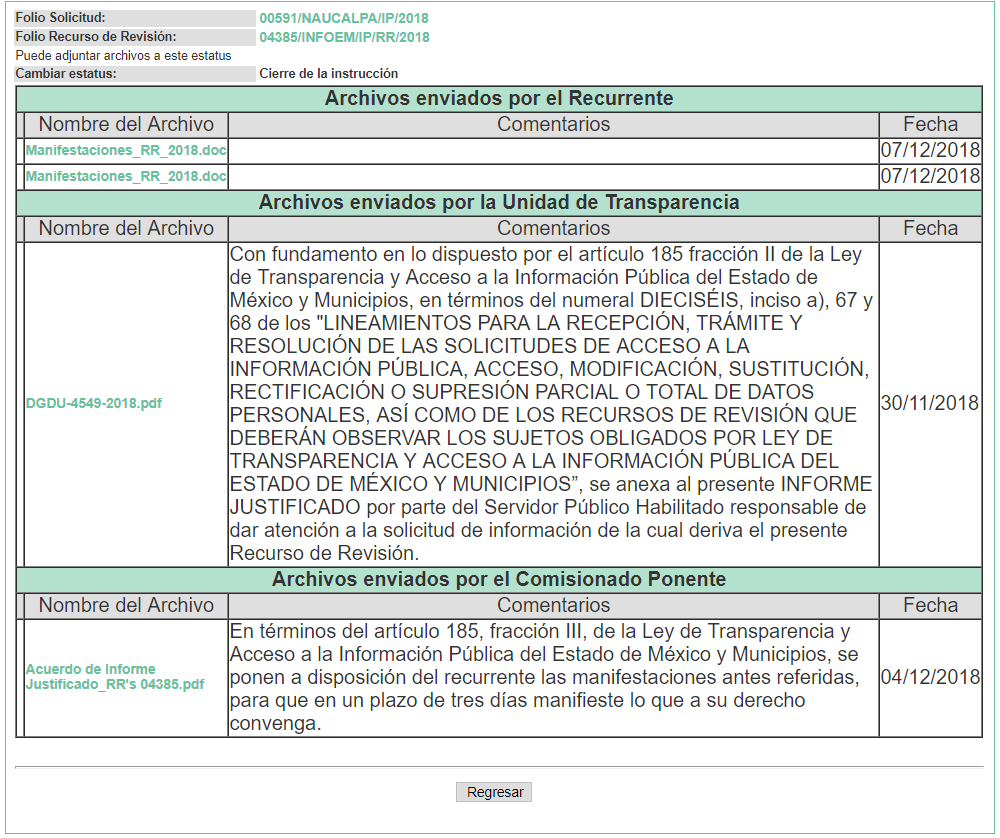 Folio Solicitud: 00591/NAUCALPA/IP/2018
Folio Recurso de Revisión: 04385/INFOEM/IP/RR/2018
Puede adjuntar archivos a este estatus
Cambiar estatus: Cierre de la instrucción
Archivos enviados por el Recurrente
Nombre del Archivo Comentarios Fecha
Manifestaciones_RR_2018.doc 07/12/2018
Manifestaciones_RR_2018.doc 07/12/2018
Archivos enviados por la Unidad de Transparencia
Nombre del Archivo Comentarios Fecha
DGDU-4549-2018.pdf
Con fundamento en lo dispuesto por el artículo 185 fracción II de la Ley
de Transparencia y Acceso a la Información Pública del Estado de
México y Municipios, en términos del numeral DIECISÉIS, inciso a), 67 y
68 de los "LINEAMIENTOS PARA LA RECEPCIÓN, TRÁMITE Y
RESOLUCIÓN DE LAS SOLICITUDES DE ACCESO A LA
INFORMACIÓN PÚBLICA, ACCESO, MODIFICACIÓN, SUSTITUCIÓN,
RECTIFICACIÓN O SUPRESIÓN PARCIAL O TOTAL DE DATOS
PERSONALES, ASÍ COMO DE LOS RECURSOS DE REVISIÓN QUE
DEBERÁN OBSERVAR LOS SUJETOS OBLIGADOS POR LEY DE
TRANSPARENCIA Y ACCESO A LA INFORMACIÓN PÚBLICA DEL
ESTADO DE MÉXICO Y MUNICIPIOS”, se anexa al presente INFORME
JUSTIFICADO por parte del Servidor Público Habilitado responsable de
dar atención a la solicitud de información de la cual deriva el presente
Recurso de Revisión.
30/11/2018
Archivos enviados por el Comisionado Ponente
Nombre del Archivo Comentarios Fecha
Acuerdo de Informe
Justificado_RR's 04385.pdf
En términos del artículo 185, fracción III, de la Ley de Transparencia y
Acceso a la Información Pública del Estado de México y Municipios, se
ponen a disposición del recurrente las manifestaciones antes referidas,
para que en un plazo de tres días manifieste lo que a su derecho
convenga.
04/12/2018
Regresar